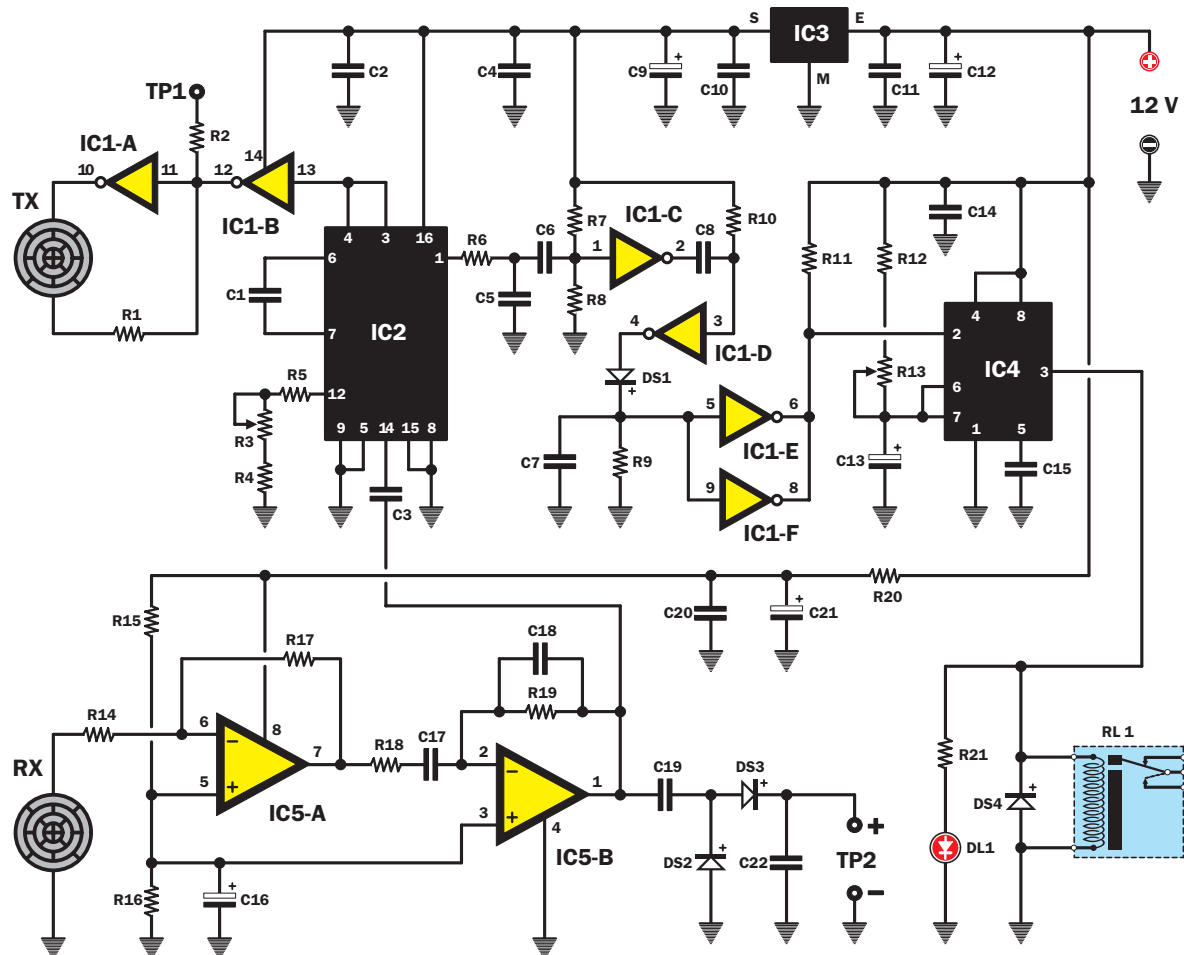 S IC3 E
M
C2 C4 C9 + C10 C11 + C12
12 V
TP1
R2
IC1-A
10 11 12 14 13
TX
IC1-B
4 3 16
6 1
7
12
IC2
9 5 14 15 8
C1
R1
R5
R3
R4
C3
R6
C5
C6
R7
R8
IC1-C
1 2
C8
R10
4 3
IC1-D
DS1
+
C7
R9
5 6
IC1-E
9 8
IC1-F
R11
R12
C14
R13
+
C13
4 8
2
IC4
3
6
7
1 5
C15
R20
C20
+
C21
R15
R17
R14
6 8
−
7
5
+
IC5-A
RX
R16
+
C16
R18
C17
C18
R19
2
−
1
3
+
4
IC5-B
C19
DS3
+
DS2
+
C22
+
TP2
−
R21
DL1
DS4
+
RL 1